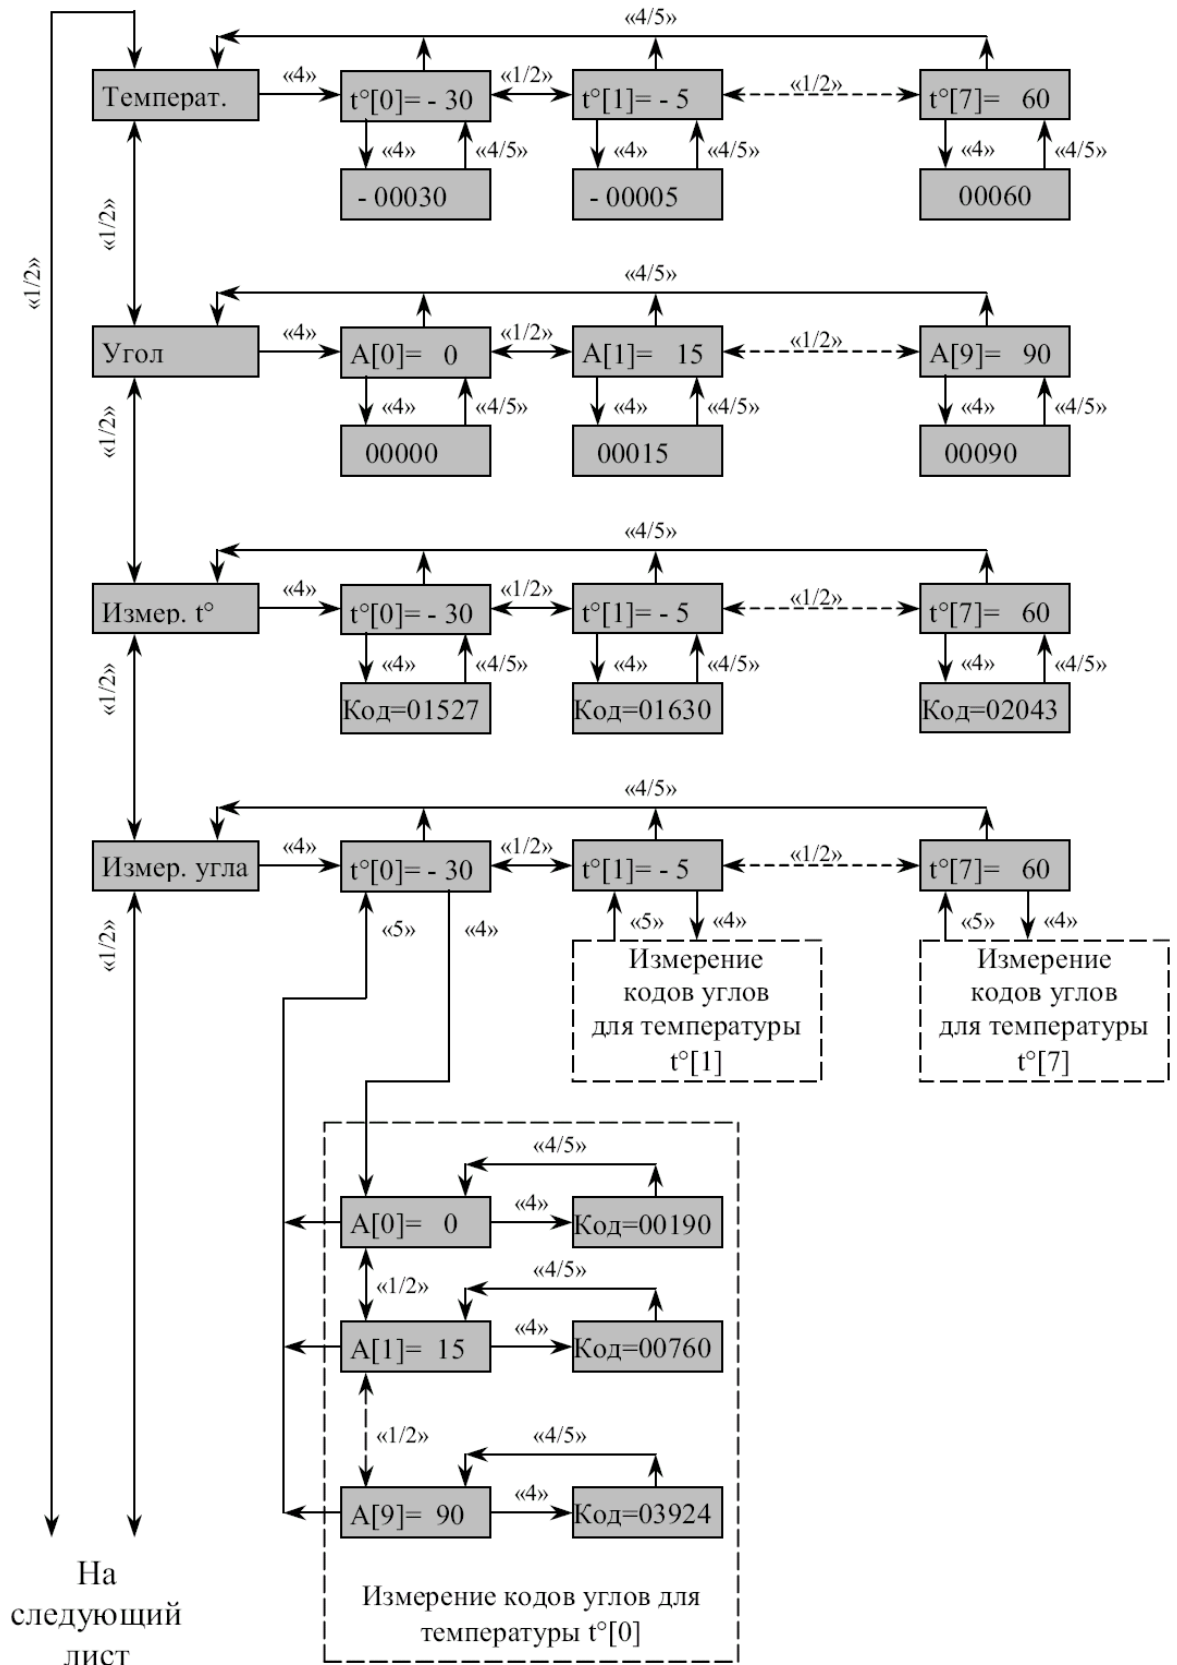 «4/5»
Температ.
«4»
t°[0]= - 30
«1/2»
t°[1]= - 5
«1/2»
t°[7]= 60
«4»
«4/5»
«4»
«4/5»
«4»
«4/5»
- 00030
- 00005
00060
«1/2»
«1/2»
«4/5»
Угол
«4»
A[0]= 0
«1/2»
A[1]= 15
«1/2»
A[9]= 90
«4»
«4/5»
«4»
«4/5»
«4»
«4/5»
00000
00015
00090
«1/2»
«4/5»
Измер. t°
«4»
t°[0]= - 30
«1/2»
t°[1]= - 5
«1/2»
t°[7]= 60
«4»
«4/5»
«4»
«4/5»
«4»
«4/5»
Код=01527
Код=01630
Код=02043
«1/2»
«4/5»
Измер. угла
«4»
t°[0]= - 30
«1/2»
t°[1]= - 5
«1/2»
t°[7]= 60
«1/2»
«5»
«4»
«5»
«4»
«5»
«4»
Измерение
кодов углов
для температуры
t°[1]
Измерение
кодов углов
для температуры
t°[7]
«4/5»
A[0]= 0
«4»
Код=00190
«1/2»
«4/5»
A[1]= 15
«4»
Код=00760
«1/2»
«4/5»
A[9]= 90
«4»
Код=03924
Измерение кодов углов для
температуры t°[0]
На
следующий
лист